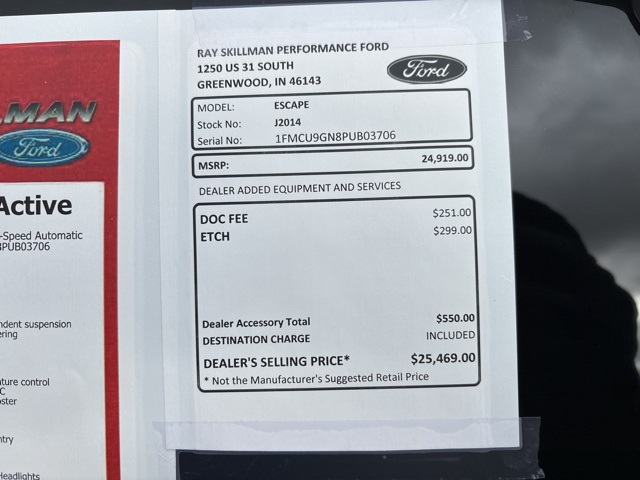 RAY SKILLMAN PERFORMANCE FORD
1250 US 31 SOUTH
GREENWOOD, IN 46143
Ford
MODEL: ESCAPE
Stock No: J2014
Serial No: 1FMCU9GN8PUB03706
MSRP: 24,919.00
DEALER ADDED EQUIPMENT AND SERVICES
DOC FEE $251.00
ETCH $299.00
Dealer Accessory Total $550.00
DESTINATION CHARGE INCLUDED
DEALER'S SELLING PRICE* $25,469.00
* Not the Manufacturer's Suggested Retail Price
LMAN
Ford
Active
-Speed Automatic
8PUB03706
ndent suspension
ering
ature control
C
oster
ntry
Headlights